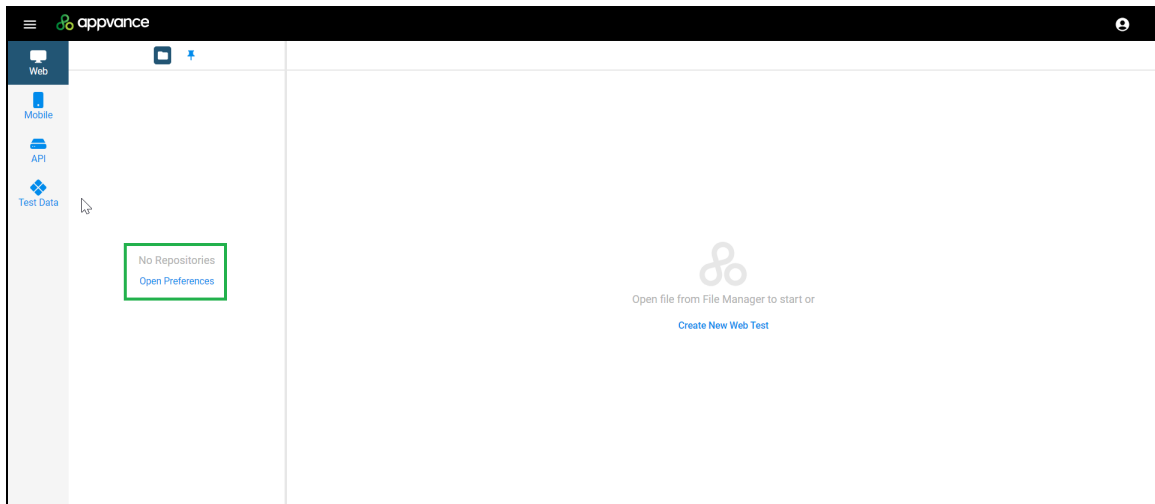 appvance
Web
Mobile
API
Test Data
No Repositories
Open Preferences
Open file from File Manager to start or
Create New Web Test